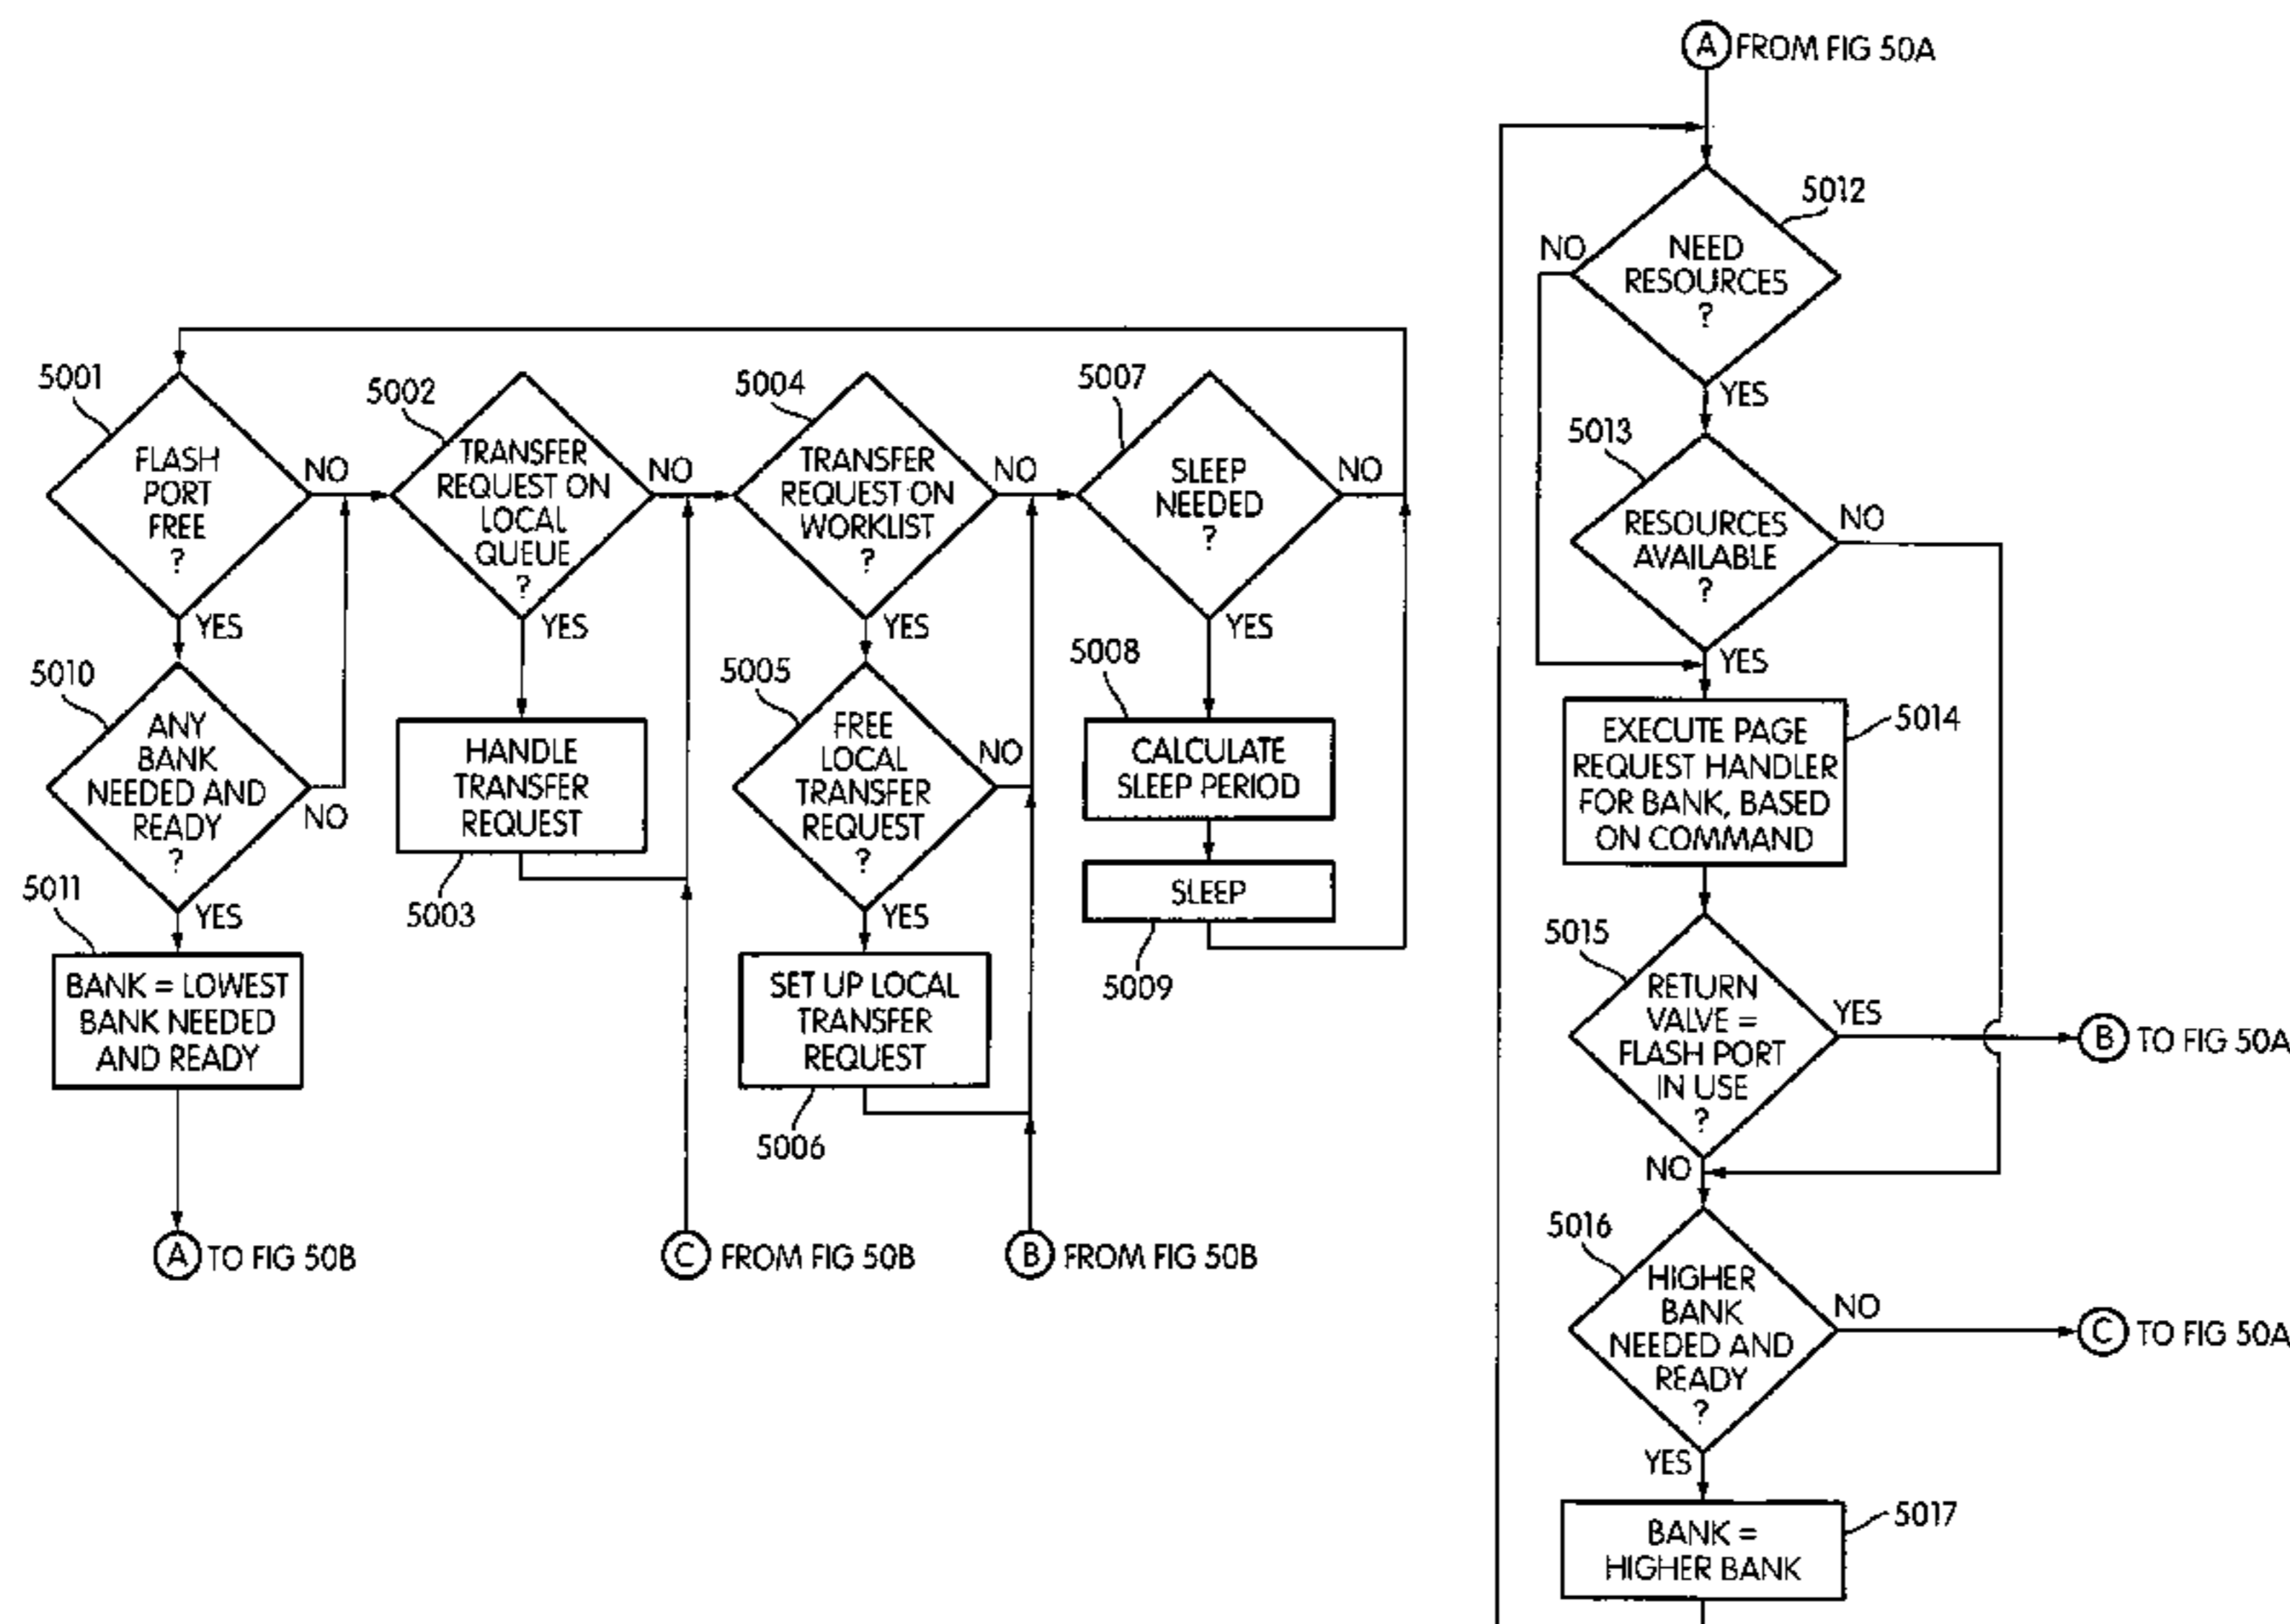 5001
FLASH
PORT
FREE
?
NO
YES
5010
ANY
BANK
NEEDED AND
READY
?
NO
YES
5011
BANK = LOWEST
BANK NEEDED
AND READY
A TO FIG 50B
5002
TRANSFER
REQUEST ON
LOCAL
QUEUE
?
NO
YES
HANDLE
TRANSFER
REQUEST
5003
C FROM FIG 50B
5004
TRANSFER
REQUEST ON
WORKLIST
?
NO
YES
5005
FREE
LOCAL
TRANSFER
REQUEST
?
NO
YES
SET UP LOCAL
TRANSFER
REQUEST
5006
B FROM FIG 50B
5007
SLEEP
NEEDED
?
NO
YES
5008
CALCULATE
SLEEP PERIOD
SLEEP
5009
A FROM FIG 50A
5012
NEED
RESOURCES
?
NO
YES
5013
RESOURCES
AVAILABLE
?
NO
YES
EXECUTE PAGE
REQUEST HANDLER
FOR BANK, BASED
ON COMMAND
5014
5015
RETURN
VALVE =
FLASH PORT
IN USE
?
YES
B TO FIG 50A
NO
5016
HIGHER
BANK
NEEDED AND
READY
?
NO
C TO FIG 50A
YES
BANK =
HIGHER BANK
5017